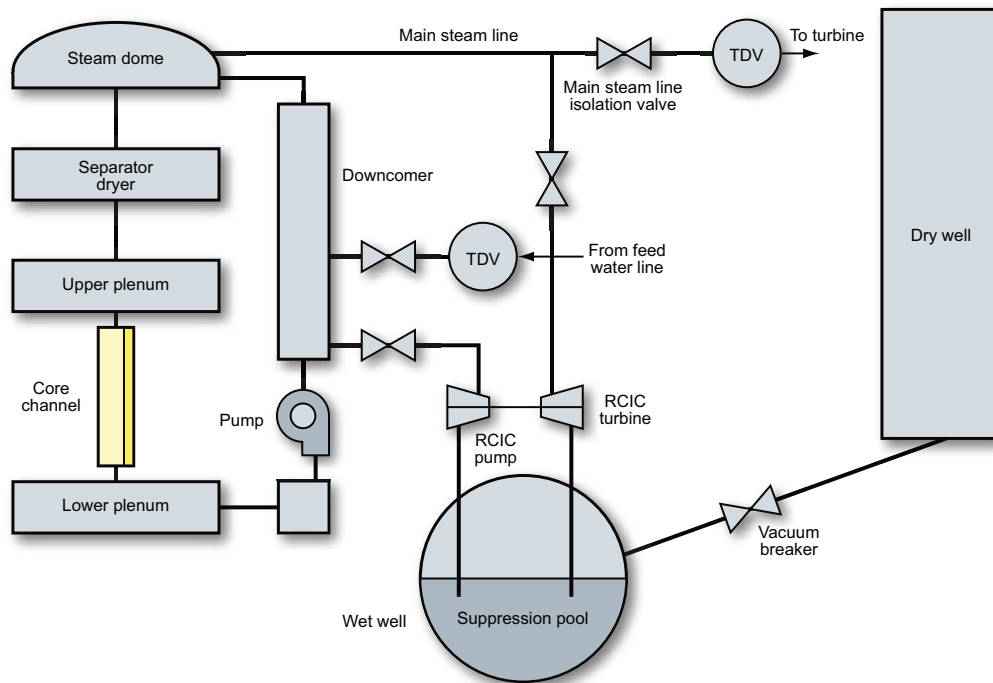 Main steam line
To turbine
Steam dome
TDV
Main steam line
isolation valve
Separator
dryer
Downcomer
Dry well
From feed
water line
TDV
Upper plenum
Core
channel
Pump
RCIC
turbine
RCIC
pump
Lower plenum
Vacuum
breaker
Wet well
Suppression pool